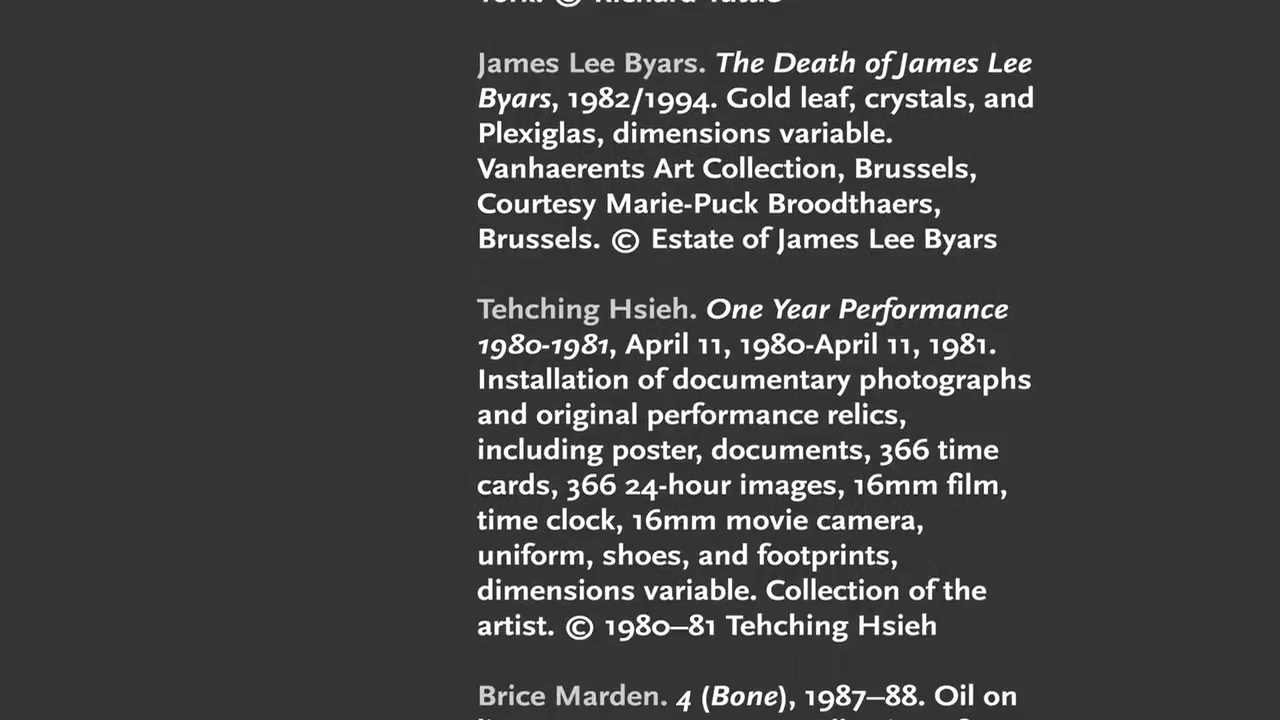 James Lee Byars. The Death of James Lee
Byars, 1982/1994. Gold leaf, crystals, and
Plexiglas, dimensions variable.
Vanhaerents Art Collection, Brussels,
Courtesy Marie-Puck Broodthaers,
Brussels. © Estate of James Lee Byars
Tehching Hsieh. One Year Performance
1980-1981, April 11, 1980-April 11, 1981.
Installation of documentary photographs
and original performance relics,
including poster, documents, 366 time
cards, 366 24-hour images, 16mm film,
time clock, 16mm movie camera,
uniform, shoes, and footprints,
dimensions variable. Collection of the
artist. © 1980–81 Tehching Hsieh
Brice Marden. 4 (Bone), 1987–88. Oil on